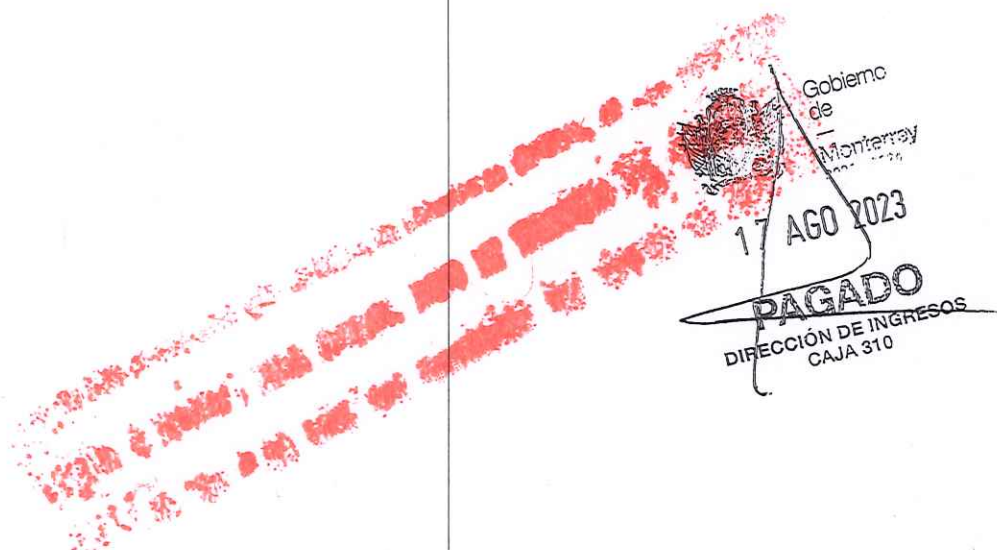 Gobierno
de
Monterrey
17 AGO 2023
PAGADO
DIRECCIÓN DE INGRESOS
CAJA 310